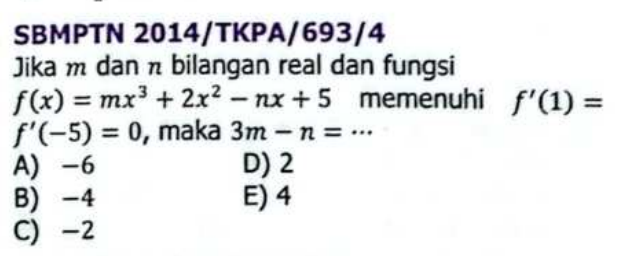 SBMPTN 2014/TKPA/693/4
Jika m dan n bilangan real dan fungsi
f(x) = mx³ + 2x² − nx + 5 memenuhi f′(1) =
f′(−5) = 0, maka 3m − n = ⋯
A) −6 D) 2
B) −4 E) 4
C) −2